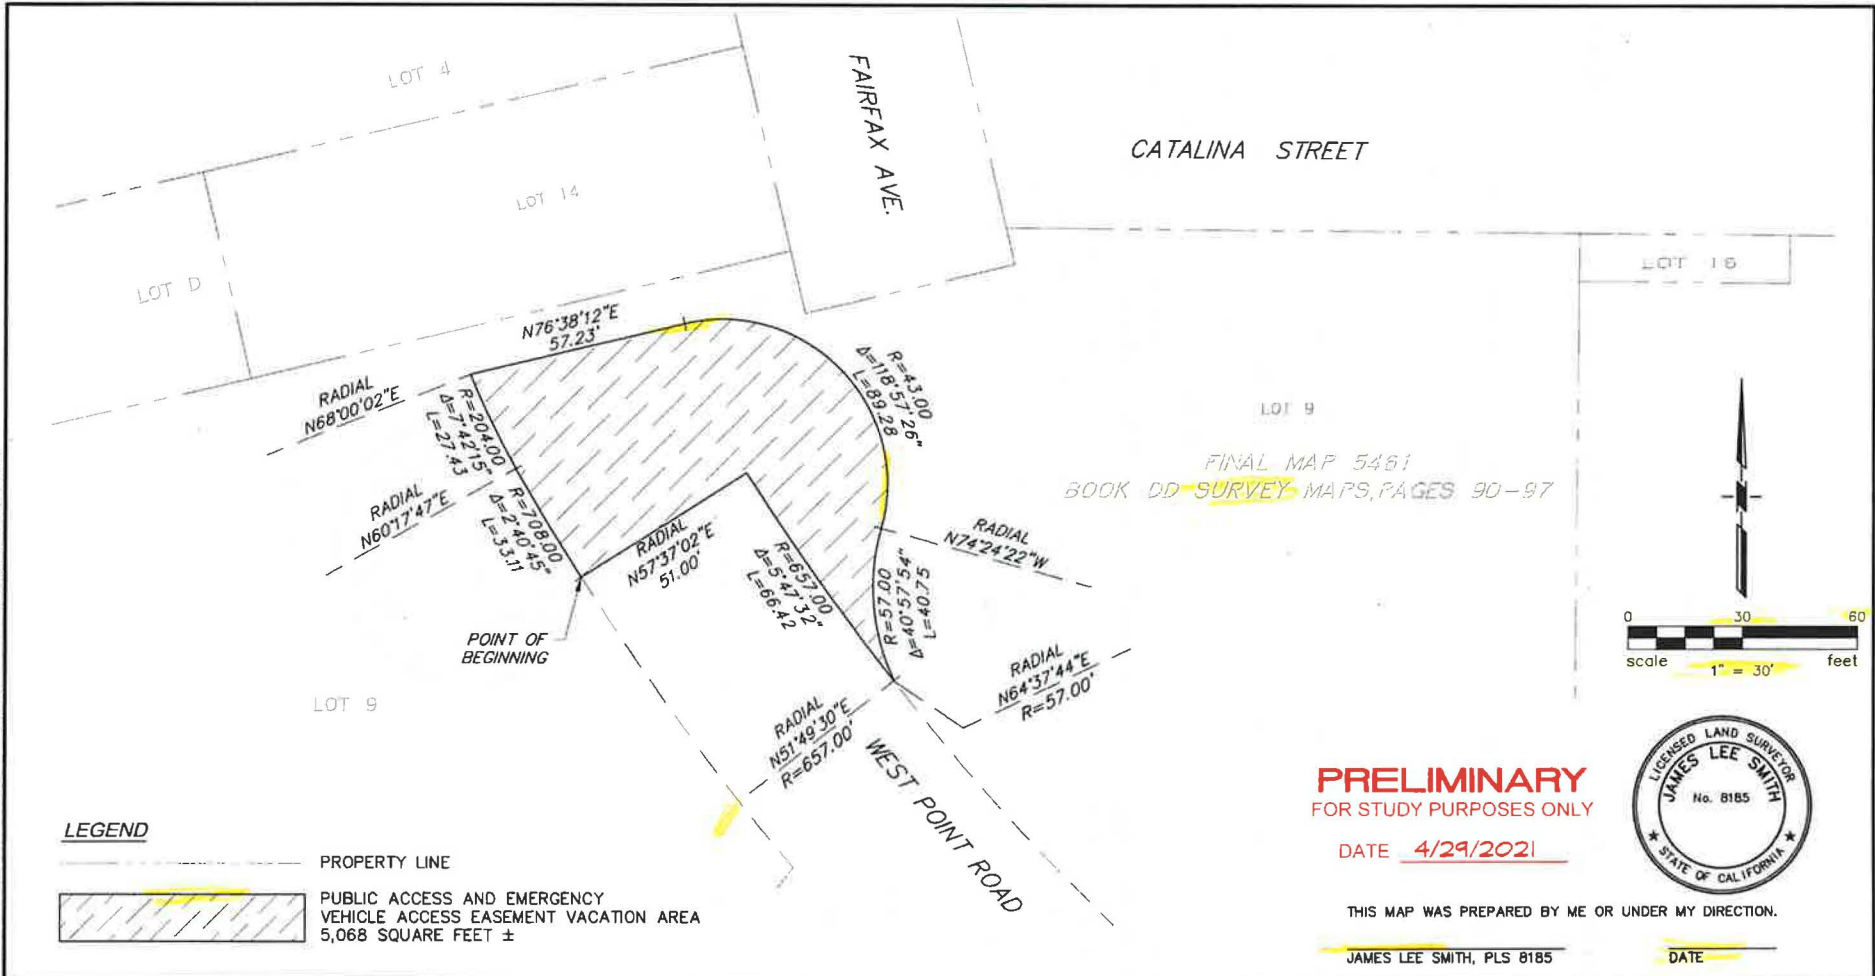 LOT 4
FAIRFAX AVE.
CATALINA STREET
LOT 14
LOT D
LOT 16
N76°38'12"E
57.23'
RADIAL
N68°00'02"E
R=204.00
Δ=7°42'15"
L=27.43
R=43.00
Δ=118°57'26"
L=89.28
LOT 9
FINAL MAP 5461
BOOK DD SURVEY MAPS, PAGES 90-97
RADIAL
N60°17'47"E
R=708.00
Δ=2°40'45"
L=33.11
RADIAL
N57°37'02"E
51.00'
R=657.00
Δ=5°47'32"
L=66.42
RADIAL
N74°24'22"W
R=57.00
Δ=40°57'54"
L=40.75
POINT OF
BEGINNING
RADIAL
N64°37'44"E
R=57.00'
RADIAL
N51°49'30"E
R=657.00'
LOT 9
WEST POINT ROAD
0 30 60
scale 1" = 30' feet
PRELIMINARY
FOR STUDY PURPOSES ONLY
DATE 4/29/2021
LICENSED LAND SURVEYOR
JAMES LEE SMITH
No. 8185
STATE OF CALIFORNIA
THIS MAP WAS PREPARED BY ME OR UNDER MY DIRECTION.
JAMES LEE SMITH, PLS 8185 DATE
LEGEND
PROPERTY LINE
PUBLIC ACCESS AND EMERGENCY
VEHICLE ACCESS EASEMENT VACATION AREA
5,068 SQUARE FEET ±